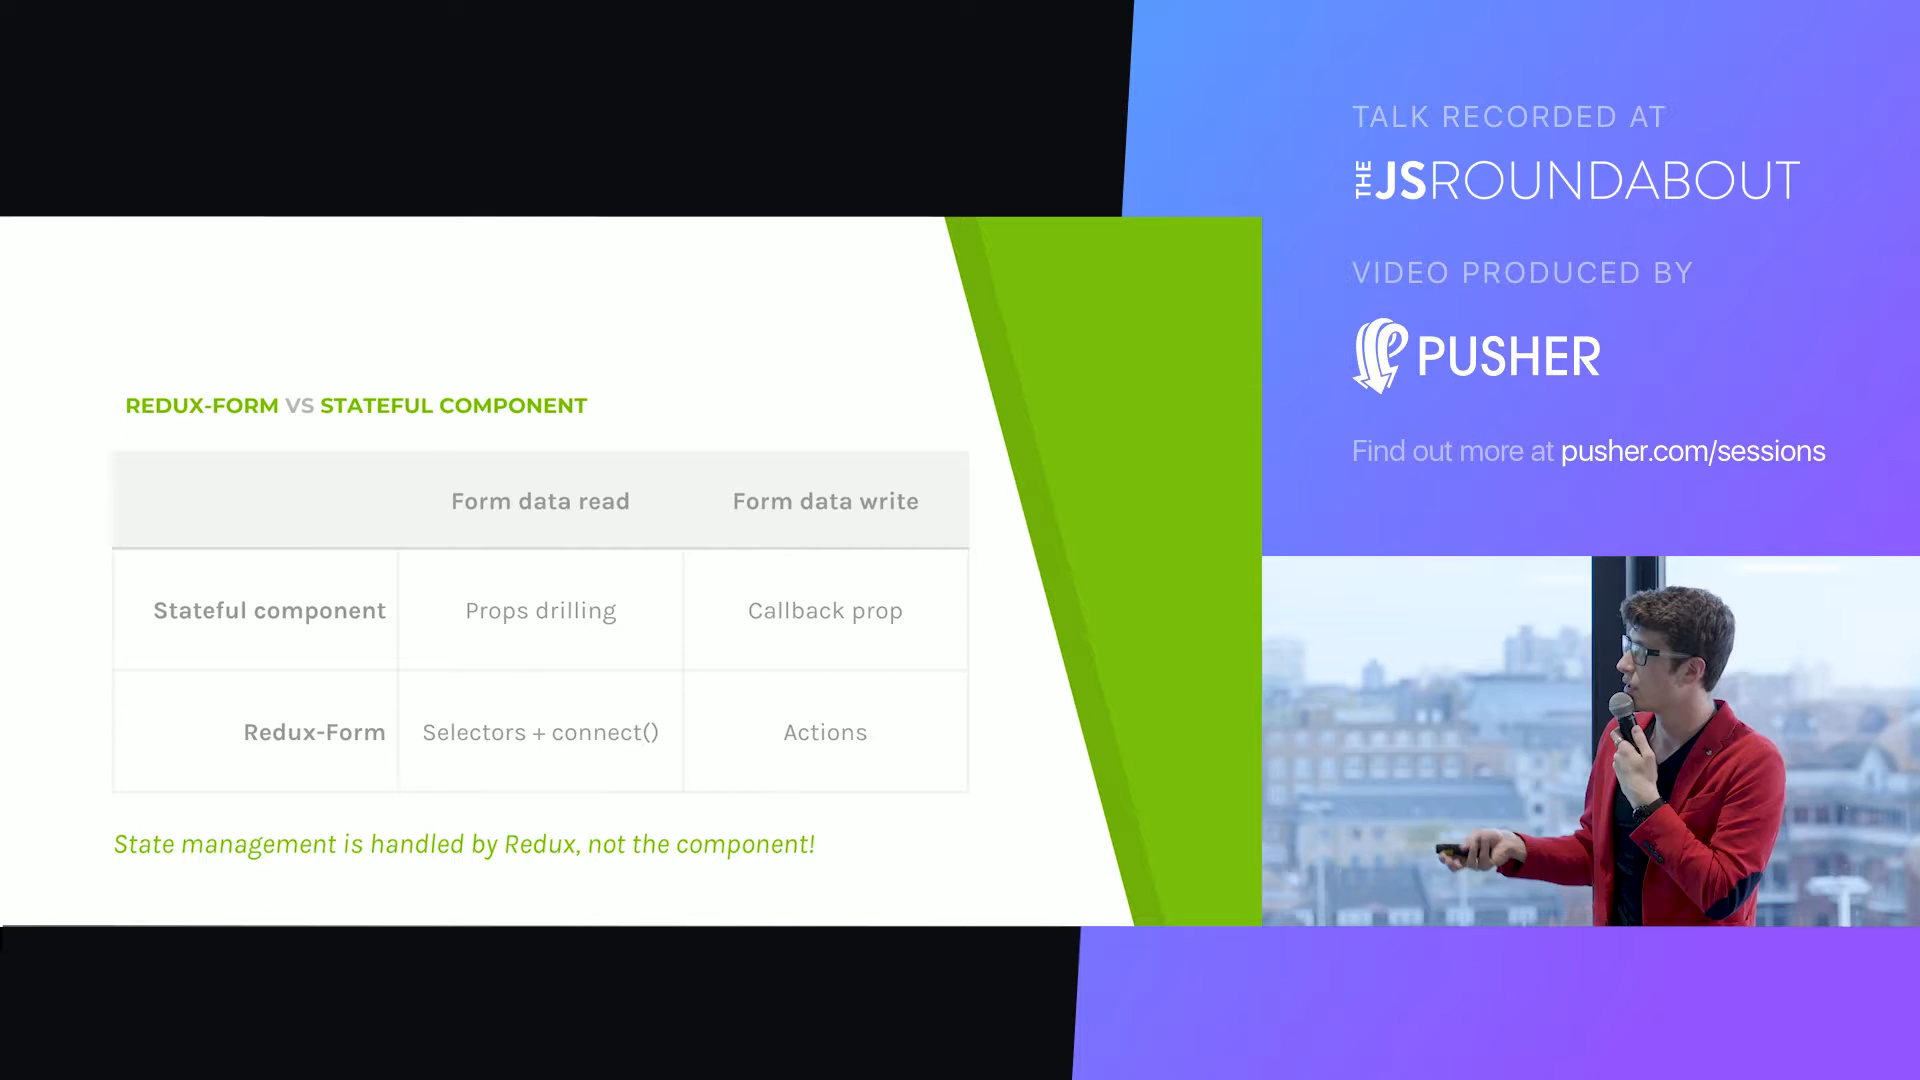 REDUX-FORM VS STATEFUL COMPONENT
Form data read Form data write
Stateful component Props drilling Callback prop
Redux-Form Selectors + connect() Actions
State management is handled by Redux, not the component!
TALK RECORDED AT
THE JSROUNDABOUT
VIDEO PRODUCED BY
PUSHER
Find out more at pusher.com/sessions